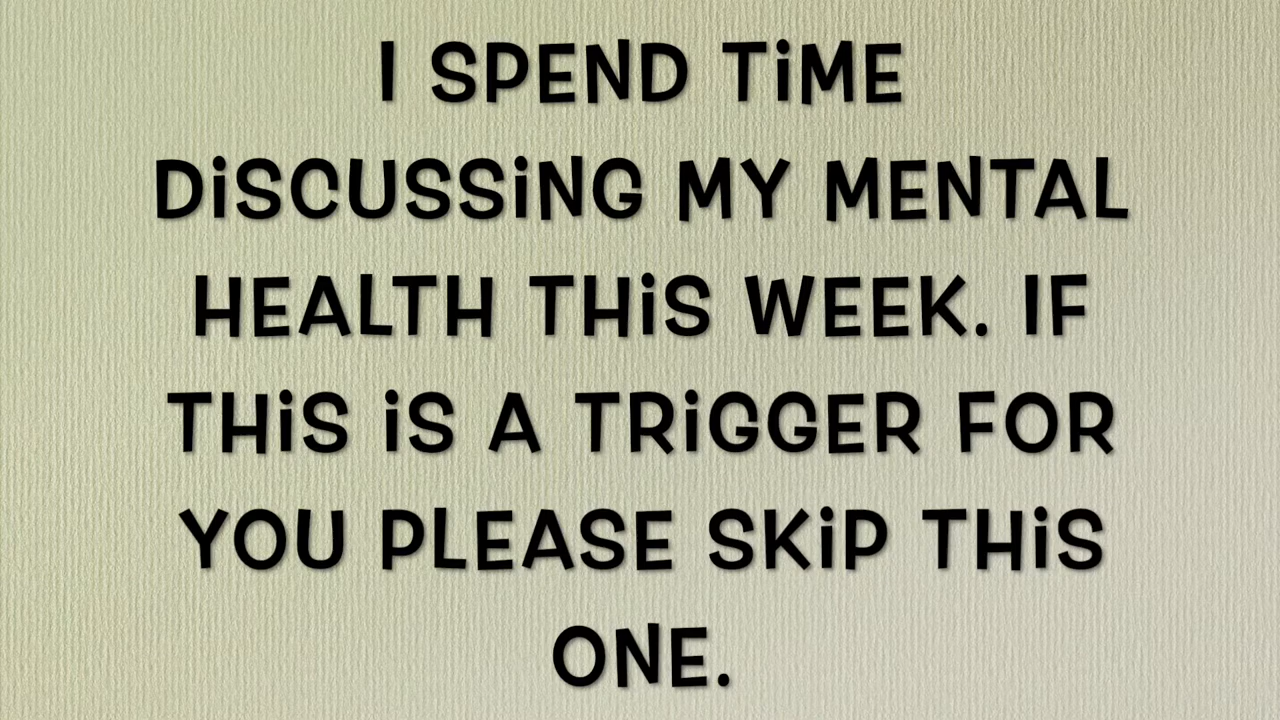 I SPEND TiME
DiSCUSSiNG MY MENTAL
HEALTH THiS WEEK. IF
THiS iS A TRiGGER FOR
YOU PLEASE SKiP THiS
ONE.